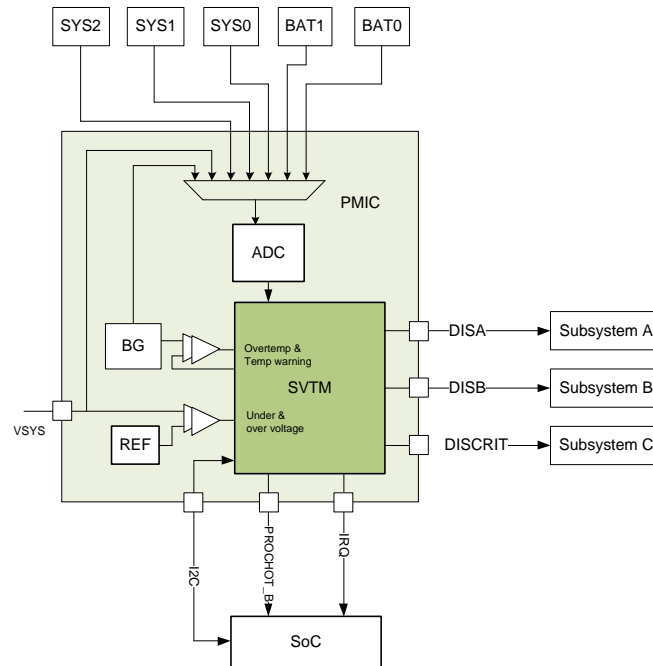 SYS2
SYS1
SYS0
BAT1
BAT0
PMIC
ADC
BG
Overtemp &
Temp warning
SVTM
Under &
over voltage
REF
VSYS
DISA
Subsystem A
DISB
Subsystem B
DISCRIT
Subsystem C
I2C
PROCHOT_B
IRQ
SoC